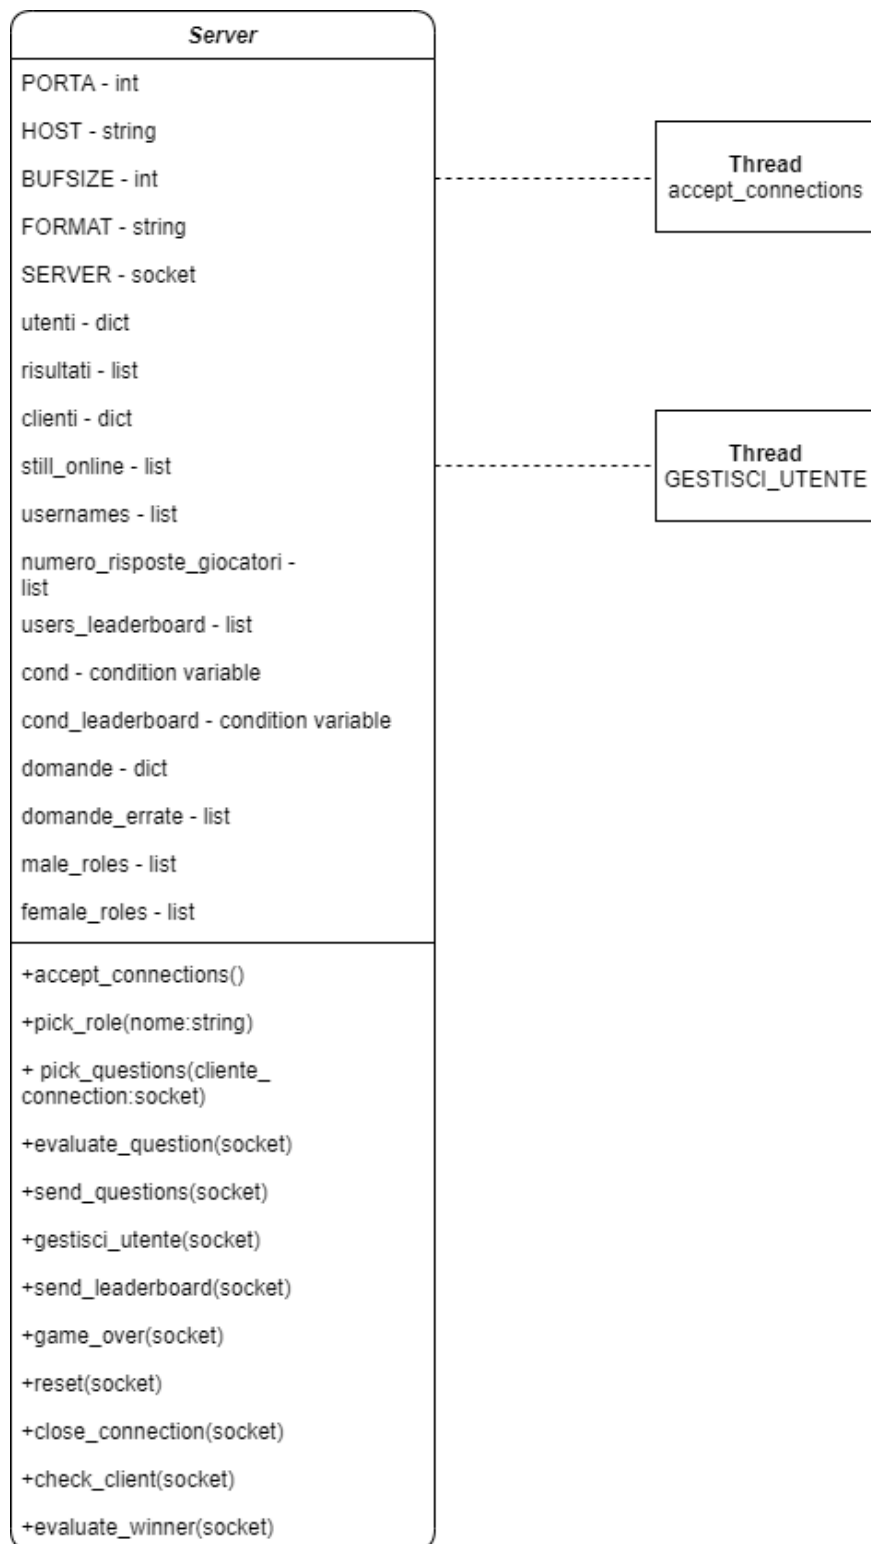 Server
PORTA - int
HOST - string
BUFSIZE - int
FORMAT - string
SERVER - socket
utenti - dict
risultati - list
clienti - dict
still_online - list
usernames - list
numero_risposte_giocatori -
list
users_leaderboard - list
cond - condition variable
cond_leaderboard - condition variable
domande - dict
domande_errate - list
male_roles - list
female_roles - list
+accept_connections()
+pick_role(nome:string)
+ pick_questions(cliente_
connection:socket)
+evaluate_question(socket)
+send_questions(socket)
+gestisci_utente(socket)
+send_leaderboard(socket)
+game_over(socket)
+reset(socket)
+close_connection(socket)
+check_client(socket)
+evaluate_winner(socket)
Thread
accept_connections
Thread
GESTISCI_UTENTE